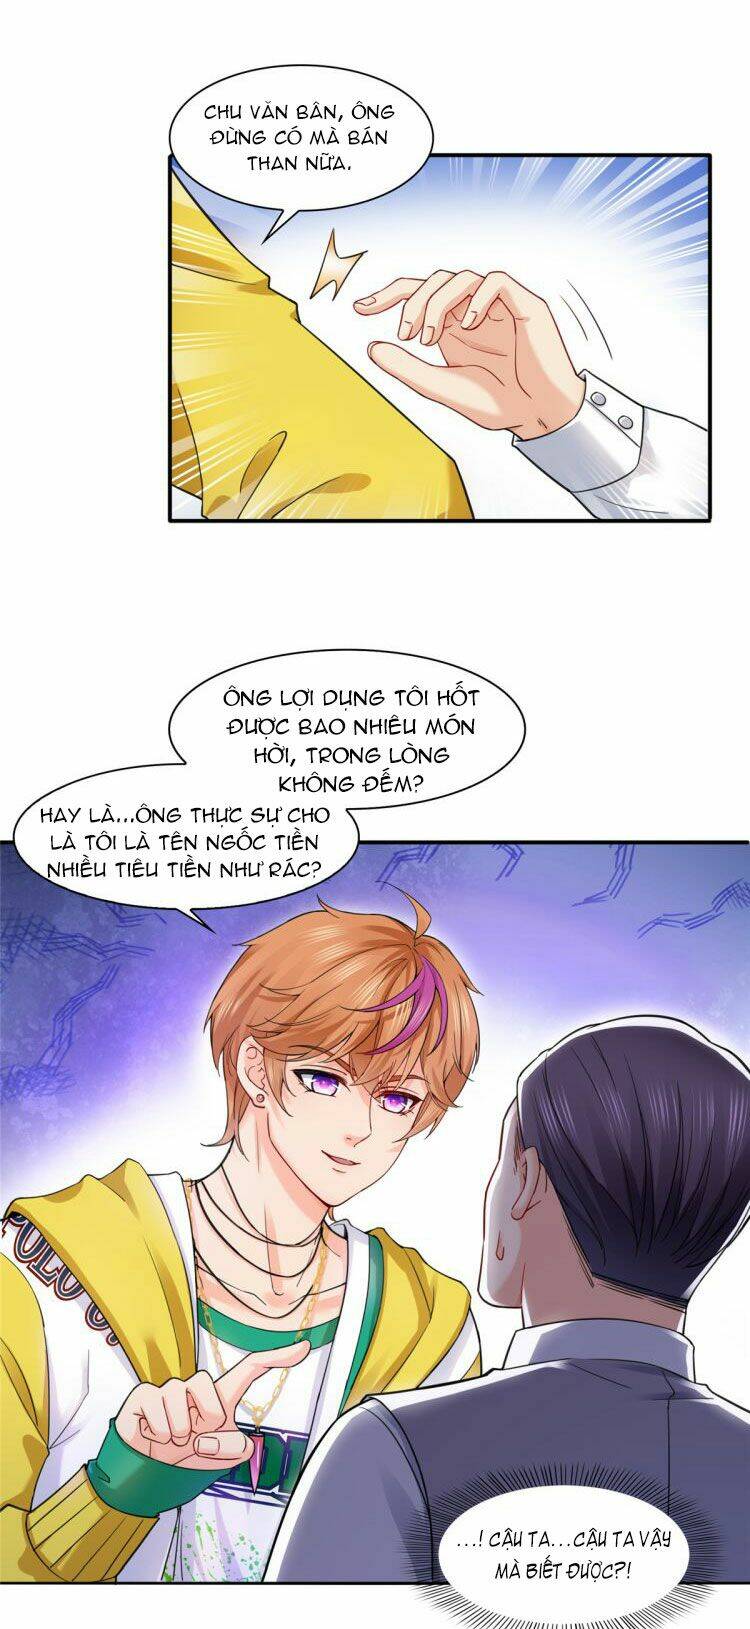 CHU VĂN BÂN, ÔNG
ĐỪNG CÓ MÀ BÁN
THAN NỮA.
ÔNG LỢI DỤNG TÔI HỐT
ĐƯỢC BAO NHIÊU MÓN
HỜI, TRONG LÒNG
KHÔNG ĐẾM?
HAY LÀ...ÔNG THỰC SỰ CHO
LÀ TÔI LÀ TÊN NGỐC TIỀN
NHIỀU TIÊU TIỀN NHƯ RÁC?
POLO
...! CẬU TA...CẬU TA VẬY
MÀ BIẾT ĐƯỢC?!